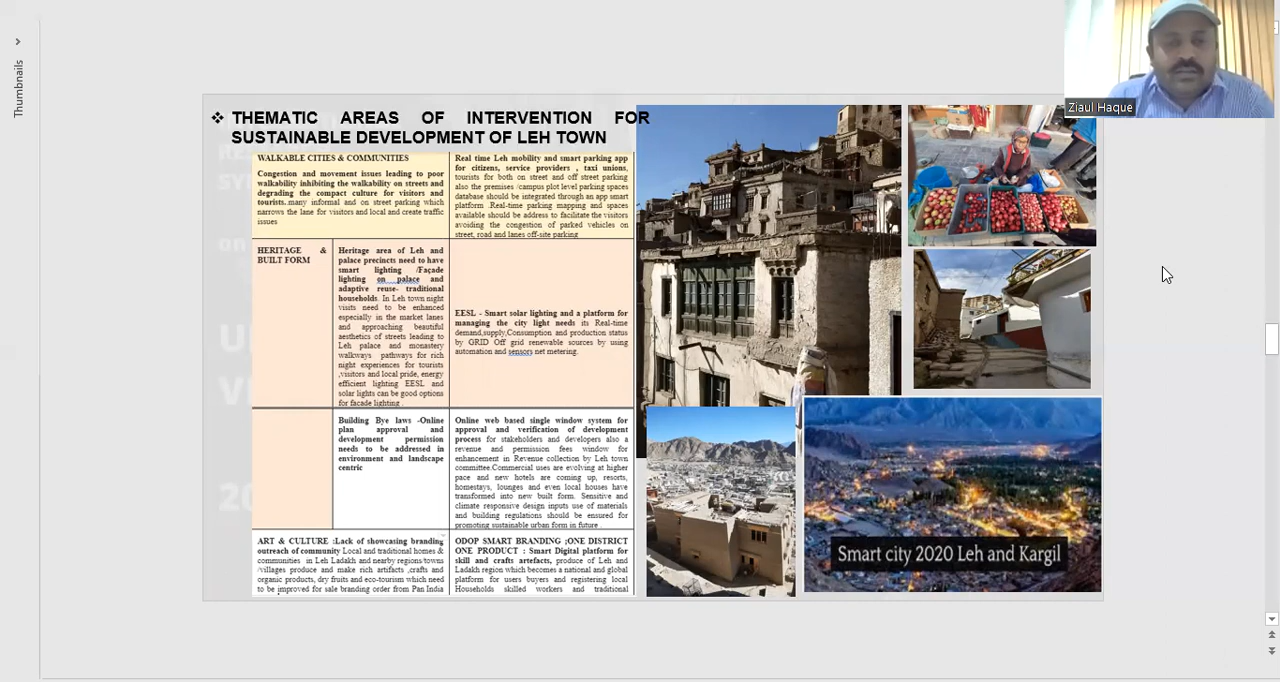 Thumbnails
Ziaul Haque
❖ THEMATIC AREAS OF INTERVENTION FOR
SUSTAINABLE DEVELOPMENT OF LEH TOWN
WALKABLE CITIES & COMMUNITIES
Congestion and movement issues leading to poor
walkability inhibiting the walkability on streets and
degrading the compact culture for visitors and
tourists..many informal and on street parking which
narrows the lane for visitors and local and create traffic
issues
Real time Leh mobility and smart parking app
for citizens, service providers , taxi unions,
tourists for both on street and off street parking
also the premises /campus plot level parking spaces
database should be integrated through an app smart
platform .Real-time parking mapping and spaces
available should be address to facilitate the visitors
avoiding the congestion of parked vehicles on
street, road and lanes off-site parking
HERITAGE &
BUILT FORM
Heritage area of Leh and
palace precincts need to have
smart lighting /Façade
lighting on palace and
adaptive reuse- traditional
households. In Leh town night
visits need to be enhanced
especially in the market lanes
and approaching beautiful
aesthetics of streets leading to
Leh palace and monastery
walkways pathways for rich
night experiences for tourists
,visitors and local pride, energy
efficient lighting EESL and
solar lights can be good options
for facade lighting .
EESL - Smart solar lighting and a platform for
managing the city light needs its Real-time
demand,supply,Consumption and production status
by GRID Off grid renewable sources by using
automation and sensors net metering.
Building Bye laws -Online
plan approval and
development permission
needs to be addressed in
environment and landscape
centric
Online web based single window system for
approval and verification of development
process for stakeholders and developers also a
revenue and permission fees window for
enhancement in Revenue collection by Leh town
committee.Commercial uses are evolving at higher
pace and new hotels are coming up, resorts,
homestays, lounges and even local houses have
transformed into new built form. Sensitive and
climate responsive design inputs use of materials
and building regulations should be ensured for
promoting sustainable urban form in future .
ART & CULTURE :Lack of showcasing branding
outreach of community Local and traditional homes &
communities in Leh Ladakh and nearby regions/towns
/villages produce and make rich artifacts ,crafts and
organic products, dry fruits and eco-tourism which need
to be improved for sale branding order from Pan India
ODOP SMART BRANDING ;ONE DISTRICT
ONE PRODUCT : Smart Digital platform for
skill and crafts artefacts, produce of Leh and
Ladakh region which becomes a national and global
platform for users buyers and registering local
Households skilled workers and traditional
Smart city 2020 Leh and Kargil